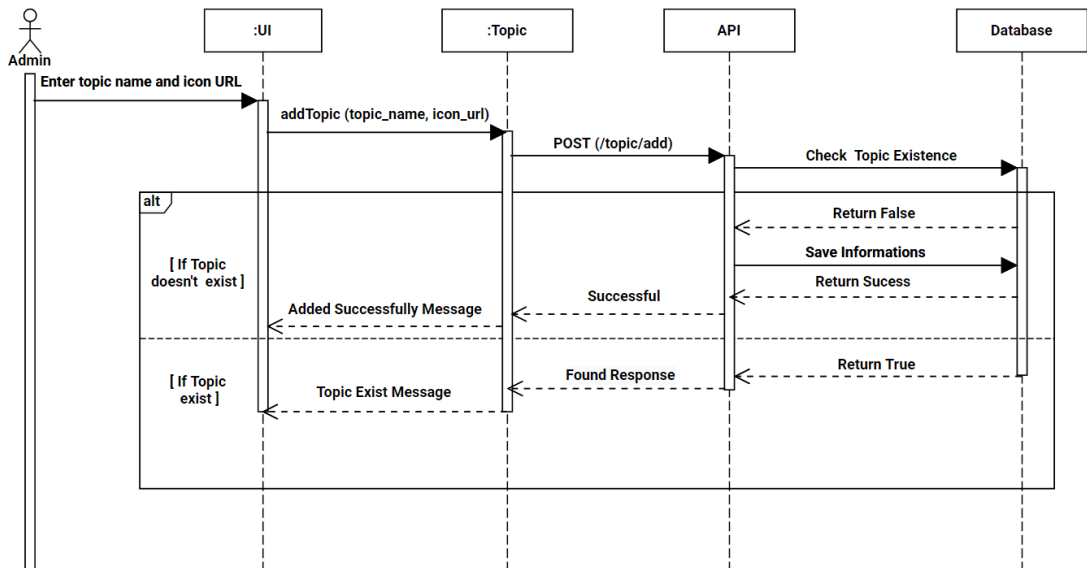 :UI
:Topic
API
Database
Admin
Enter topic name and icon URL
addTopic (topic_name, icon_url)
POST (/topic/add)
Check Topic Existence
alt
Return False
[ If Topic
doesn't exist ]
Save Informations
Return Sucess
Successful
Added Successfully Message
Return True
[ If Topic
exist ]
Found Response
Topic Exist Message